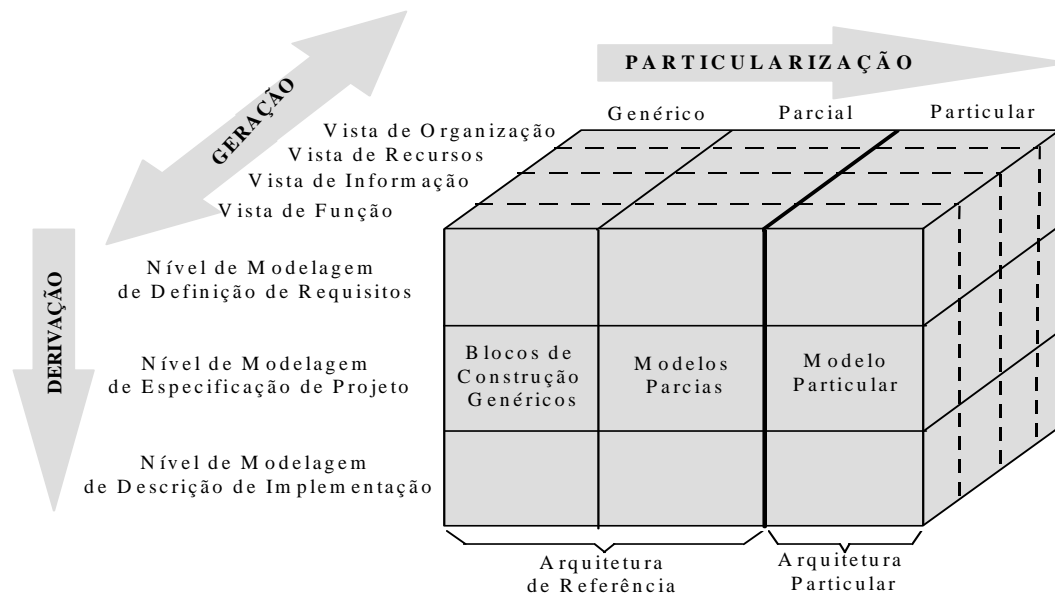 PARTICULARIZAÇÃO
GERAÇÃO
Genérico
Parcial
Particular
Vista de Organização
Vista de Recursos
Vista de Informação
Vista de Função
DERIVAÇÃO
Nível de Modelagem
de Definição de Requisitos
Nível de Modelagem
de Especificação de Projeto
Blocos de
Construção
Genéricos
Modelos
Parcias
Modelo
Particular
Nível de Modelagem
de Descrição de Implementação
Arquitetura
de Referência
Arquitetura
Particular